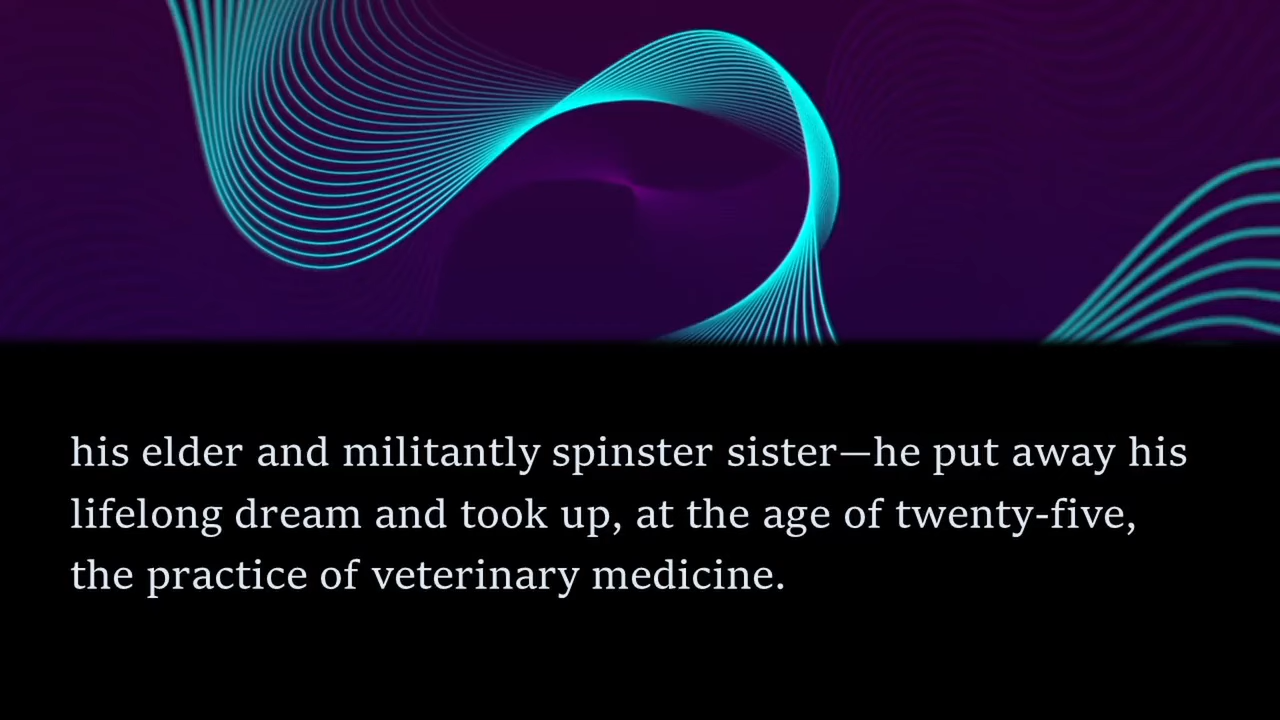 his elder and militantly spinster sister—he put away his
lifelong dream and took up, at the age of twenty-five,
the practice of veterinary medicine.